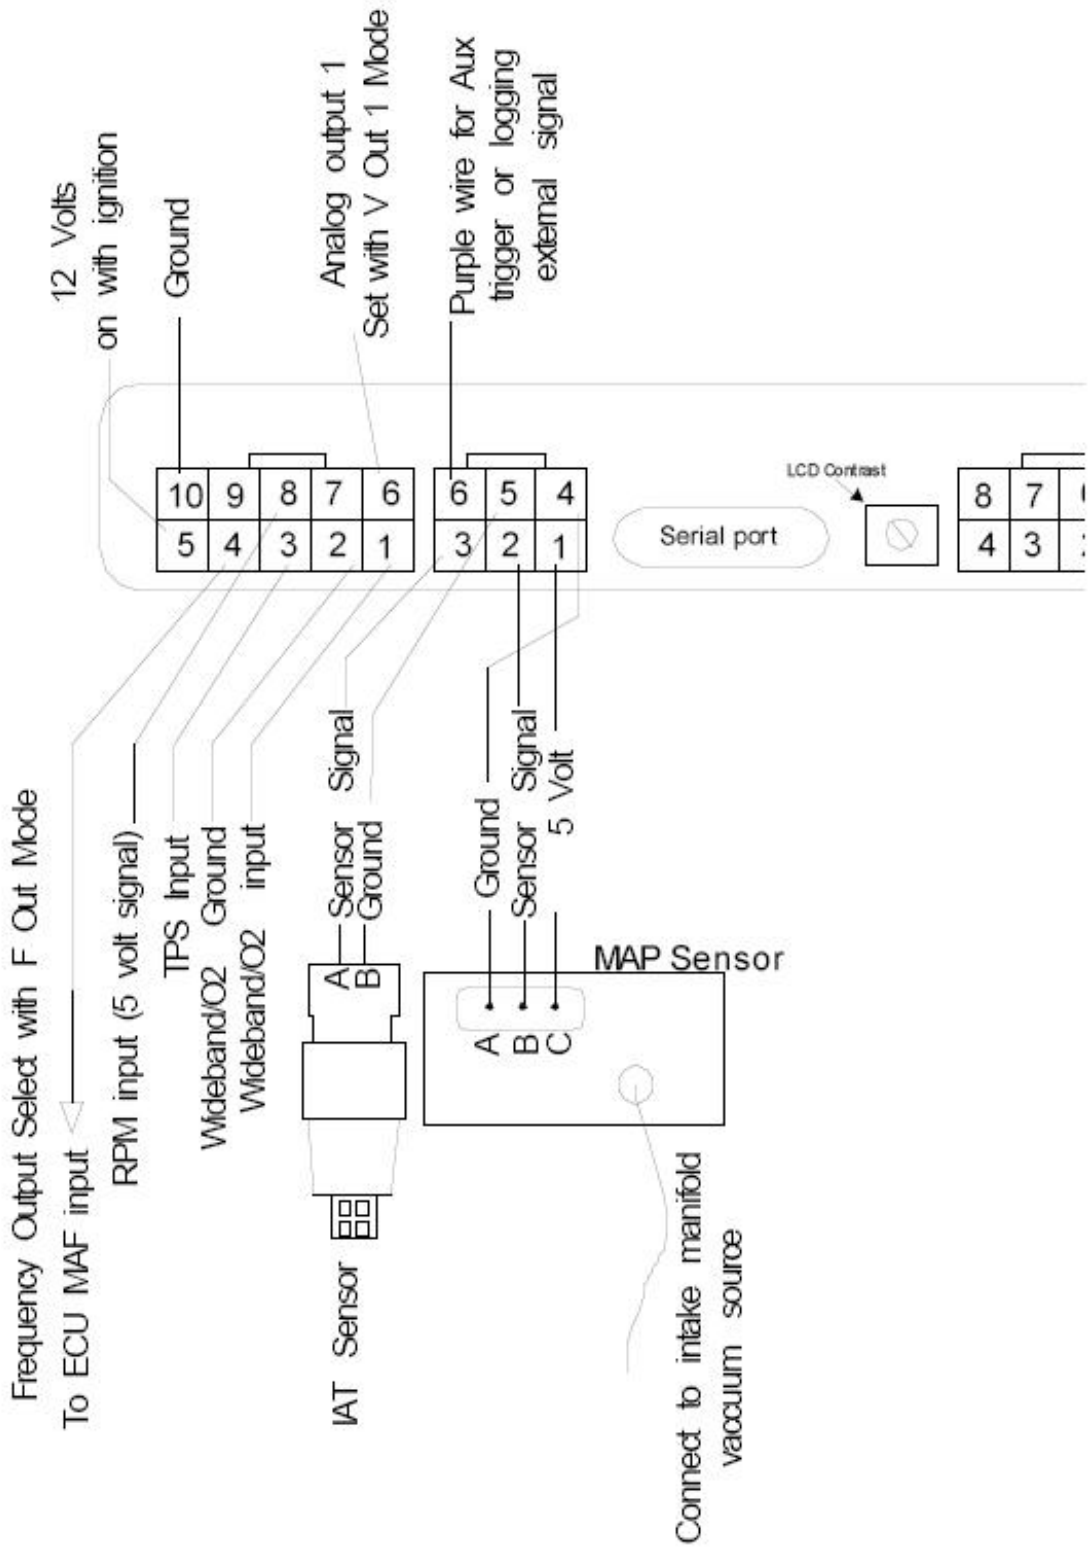 12 Volts
on with ignition
Ground
Analog output 1
Set with V Out 1 Mode
Purple wire for Aux
trigger or logging
external signal
10 9 8 7 6
5 4 3 2 1
6 5 4
3 2 1
Serial port
LCD Contrast
8 7
4 3
Frequency Output Select with F Out Mode
To ECU MAF input
RPM input (5 volt signal)
TPS Input
Wideband/O2 Ground
Wideband/O2 input
Sensor Signal
Ground
A
B
IAT Sensor
Ground
Sensor Signal
5 Volt
MAP Sensor
A
B
C
Connect to intake manifold
vaccuum source